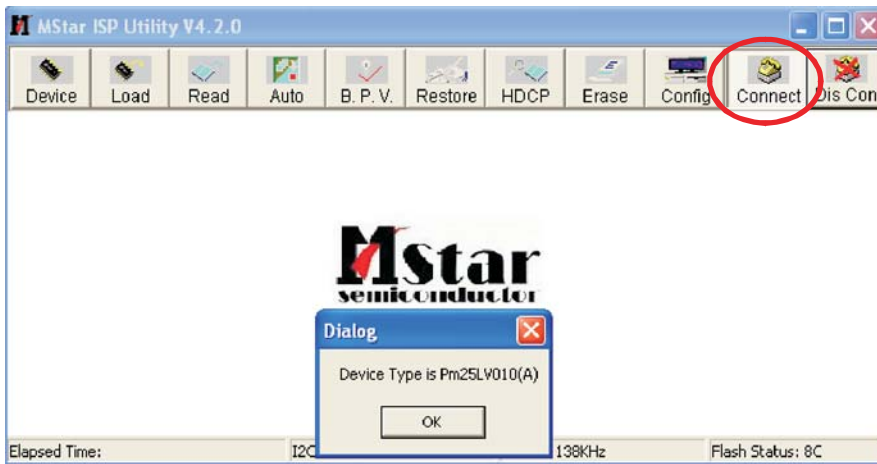 MStar ISP Utility V4.2.0
Device Load Read Auto B. P. V. Restore HDCP Erase Config Connect Dis Con
MStar
semiconductor
Dialog
Device Type is Pm25LV010(A)
OK
Elapsed Time: I2C 138KHz Flash Status: 8C